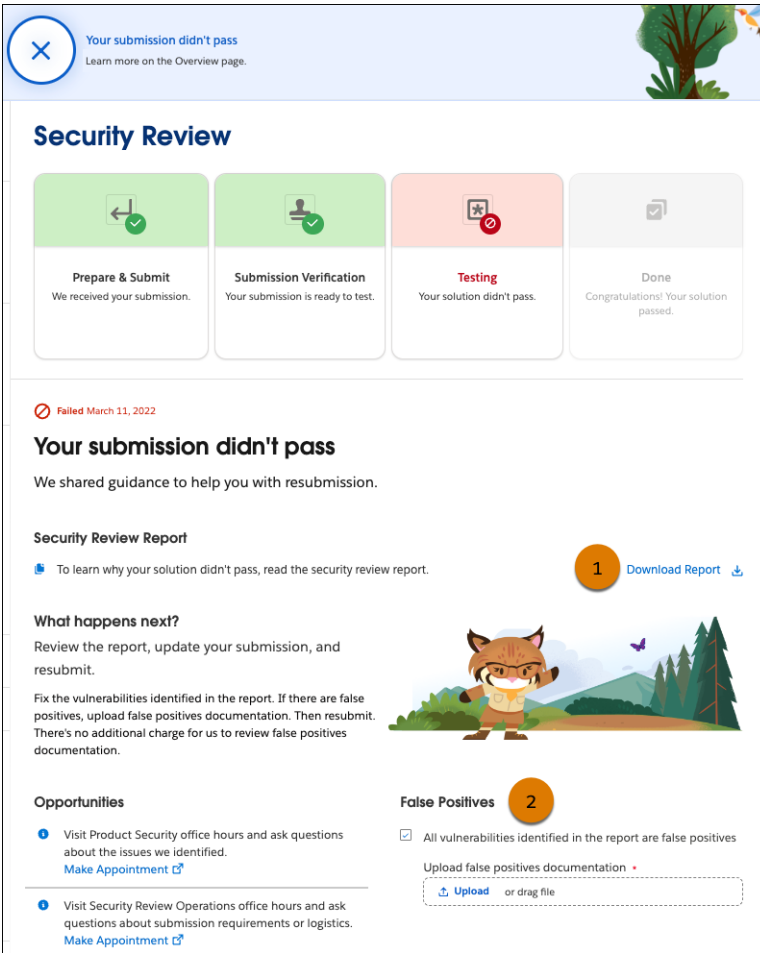 Your submission didn't pass
Learn more on the Overview page.
Security Review
Prepare & Submit
We received your submission.
Submission Verification
Your submission is ready to test.
Testing
Your solution didn't pass.
Done
Congratulations! Your solution
passed.
Failed March 11, 2022
Your submission didn't pass
We shared guidance to help you with resubmission.
Security Review Report
To learn why your solution didn't pass, read the security review report.
1
Download Report
What happens next?
Review the report, update your submission, and
resubmit.
Fix the vulnerabilities identified in the report. If there are false
positives, upload false positives documentation. Then resubmit.
There's no additional charge for us to review false positives
documentation.
Opportunities
Visit Product Security office hours and ask questions
about the issues we identified.
Make Appointment
Visit Security Review Operations office hours and ask
questions about submission requirements or logistics.
Make Appointment
False Positives
2
All vulnerabilities identified in the report are false positives
Upload false positives documentation •
Upload or drag file